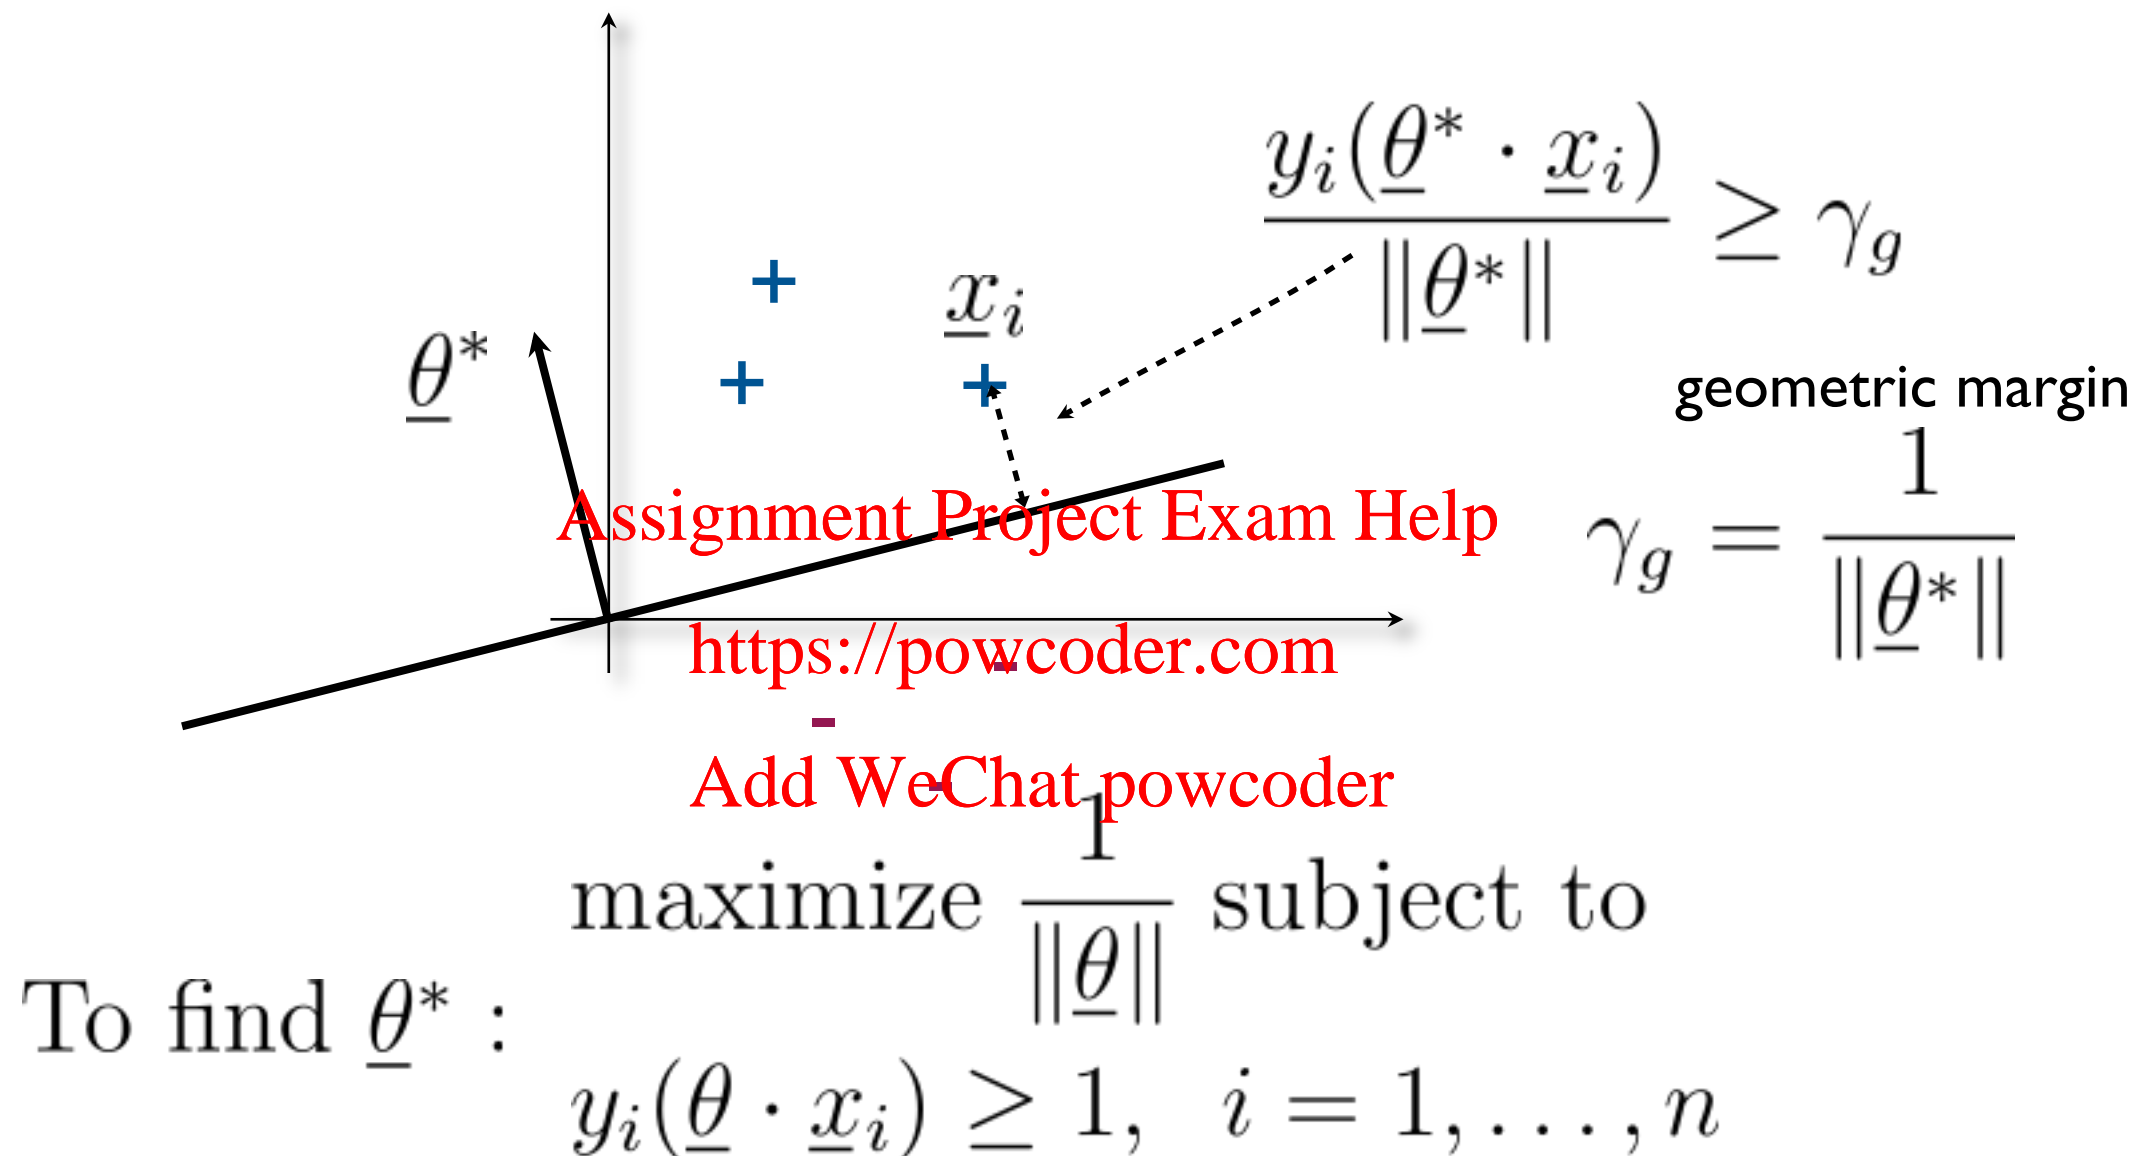 y_i(θ* · x_i) / ||θ*|| ≥ γ_g
x_i
θ*
geometric margin
γ_g = 1 / ||θ*||
Assignment Project Exam Help
https://powcoder.com
Add WeChat powcoder
maximize 1 / ||θ|| subject to
To find θ* :
y_i(θ · x_i) ≥ 1, i = 1, . . . , n